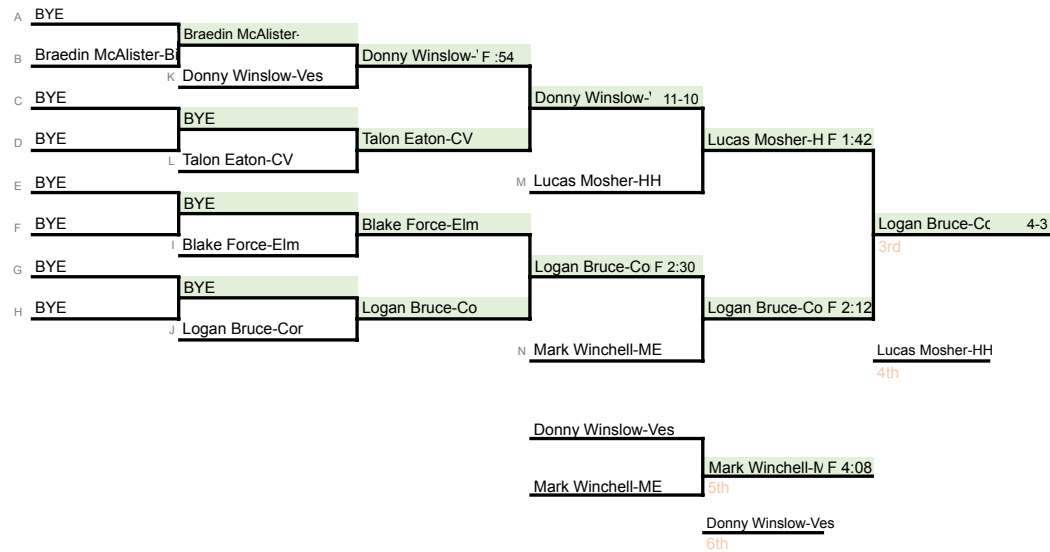 A BYE
Braedin McAlister-
B Braedin McAlister-Bi
Donny Winslow-' F :54
K Donny Winslow-Ves
C BYE
Donny Winslow-' 11-10
BYE
D BYE
Talon Eaton-CV
Lucas Mosher-H F 1:42
L Talon Eaton-CV
E BYE
M Lucas Mosher-HH
BYE
F BYE
Blake Force-Elm
Logan Bruce-Co 4-3
I Blake Force-Elm
3rd
G BYE
Logan Bruce-Co F 2:30
BYE
H BYE
Logan Bruce-Co
Logan Bruce-Co F 2:12
J Logan Bruce-Cor
N Mark Winchell-ME
Lucas Mosher-HH
4th
Donny Winslow-Ves
Mark Winchell-M F 4:08
Mark Winchell-ME
5th
Donny Winslow-Ves
6th